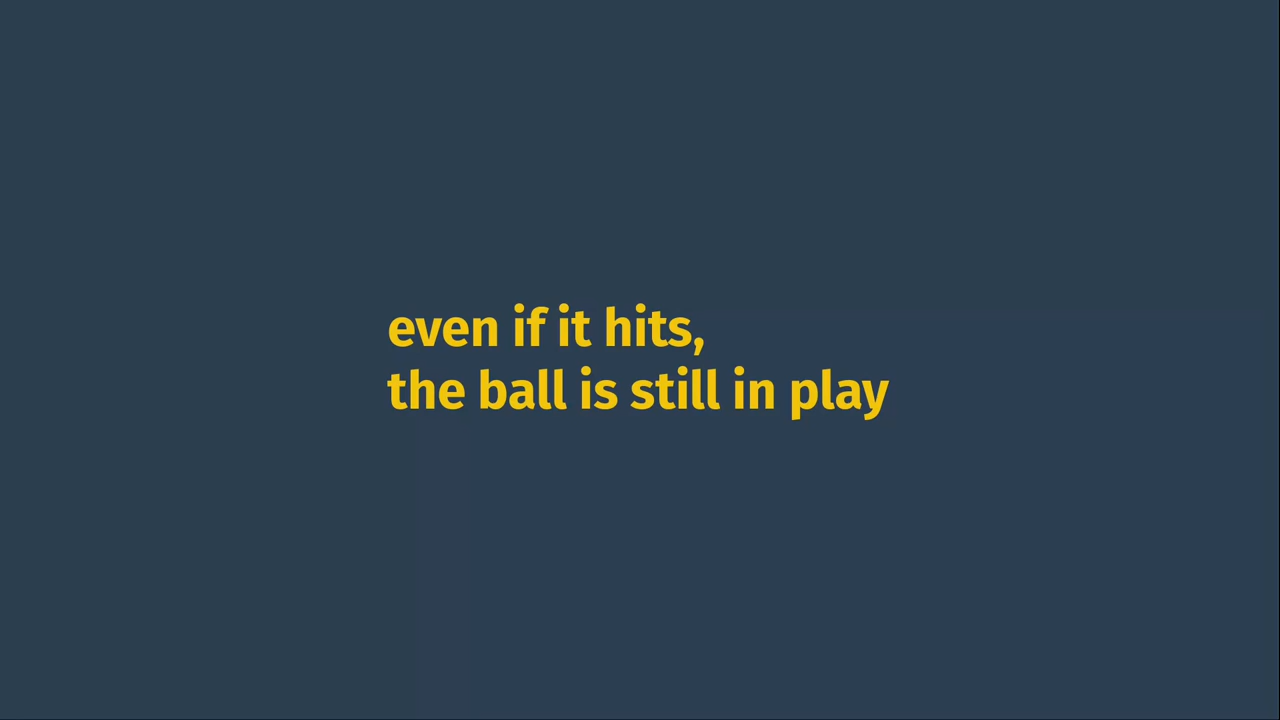 even if it hits,
the ball is still in play